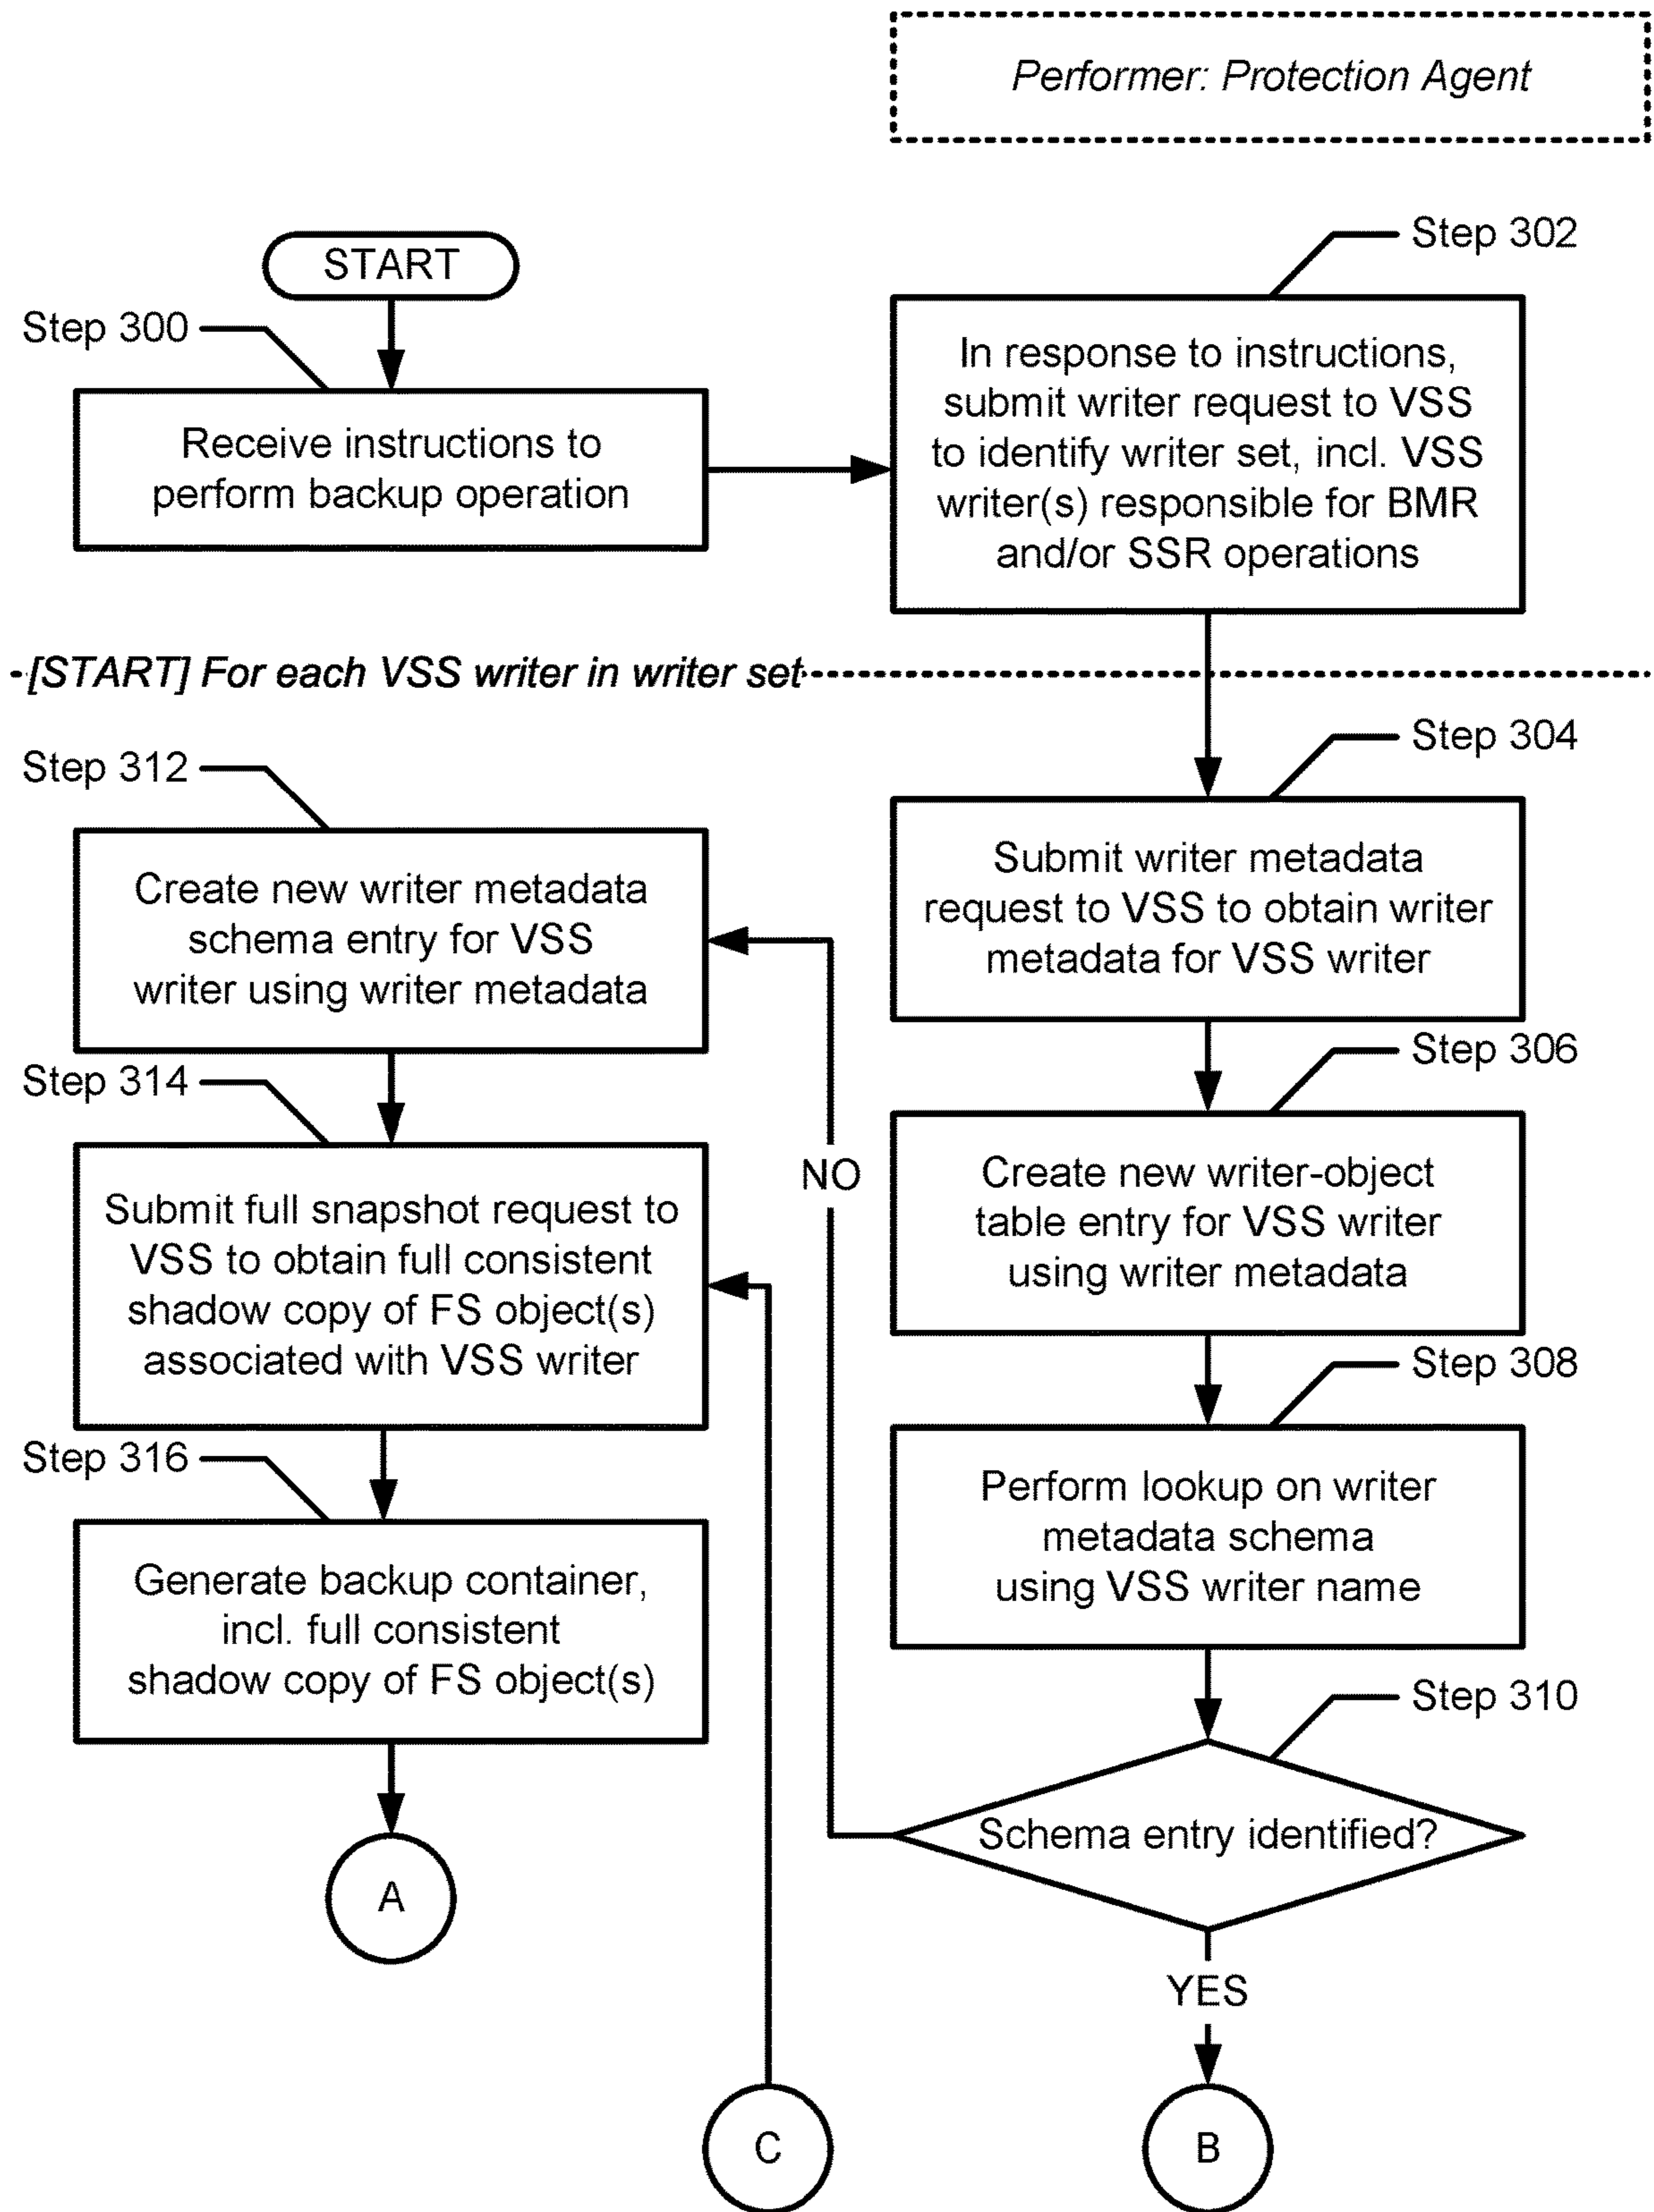 Performer: Protection Agent
START
Step 300
Receive instructions to
perform backup operation
Step 302
In response to instructions,
submit writer request to VSS
to identify writer set, incl. VSS
writer(s) responsible for BMR
and/or SSR operations
[START] For each VSS writer in writer set
Step 304
Submit writer metadata
request to VSS to obtain writer
metadata for VSS writer
Step 306
Create new writer-object
table entry for VSS writer
using writer metadata
Step 308
Perform lookup on writer
metadata schema
using VSS writer name
Step 310
Schema entry identified?
NO
YES
B
Step 312
Create new writer metadata
schema entry for VSS
writer using writer metadata
Step 314
Submit full snapshot request to
VSS to obtain full consistent
shadow copy of FS object(s)
associated with VSS writer
Step 316
Generate backup container,
incl. full consistent
shadow copy of FS object(s)
A
C